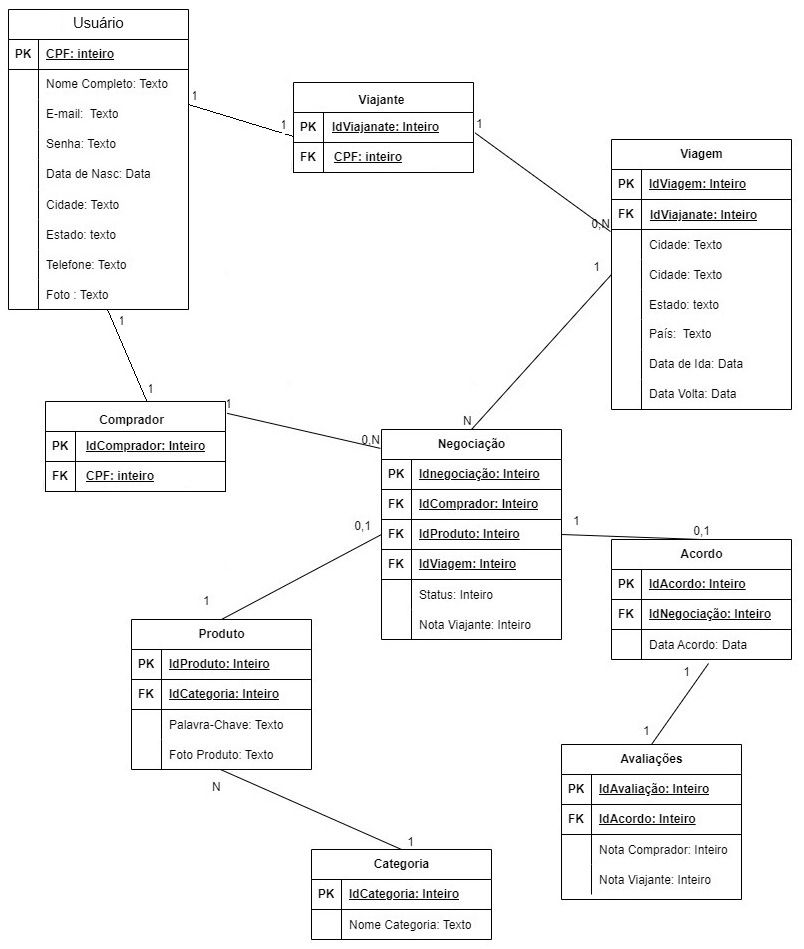 Usuário
PK CPF: inteiro
Nome Completo: Texto
E-mail: Texto
Senha: Texto
Data de Nasc: Data
Cidade: Texto
Estado: texto
Telefone: Texto
Foto : Texto
1
1
Viajante
PK IdViajanate: Inteiro
FK CPF: inteiro
1
0,N
Viagem
PK IdViagem: Inteiro
FK IdViajanate: Inteiro
Cidade: Texto
Cidade: Texto
Estado: texto
País: Texto
Data de Ida: Data
Data Volta: Data
1
N
1
1
Comprador
PK IdComprador: Inteiro
FK CPF: inteiro
1
0,N
Negociação
PK Idnegociação: Inteiro
FK IdComprador: Inteiro
FK IdProduto: Inteiro
FK IdViagem: Inteiro
Status: Inteiro
Nota Viajante: Inteiro
0,1
1
1
0,1
Acordo
PK IdAcordo: Inteiro
FK IdNegociação: Inteiro
Data Acordo: Data
1
1
Produto
PK IdProduto: Inteiro
FK IdCategoria: Inteiro
Palavra-Chave: Texto
Foto Produto: Texto
N
1
Avaliações
PK IdAvaliação: Inteiro
FK IdAcordo: Inteiro
Nota Comprador: Inteiro
Nota Viajante: Inteiro
Categoria
PK IdCategoria: Inteiro
Nome Categoria: Texto